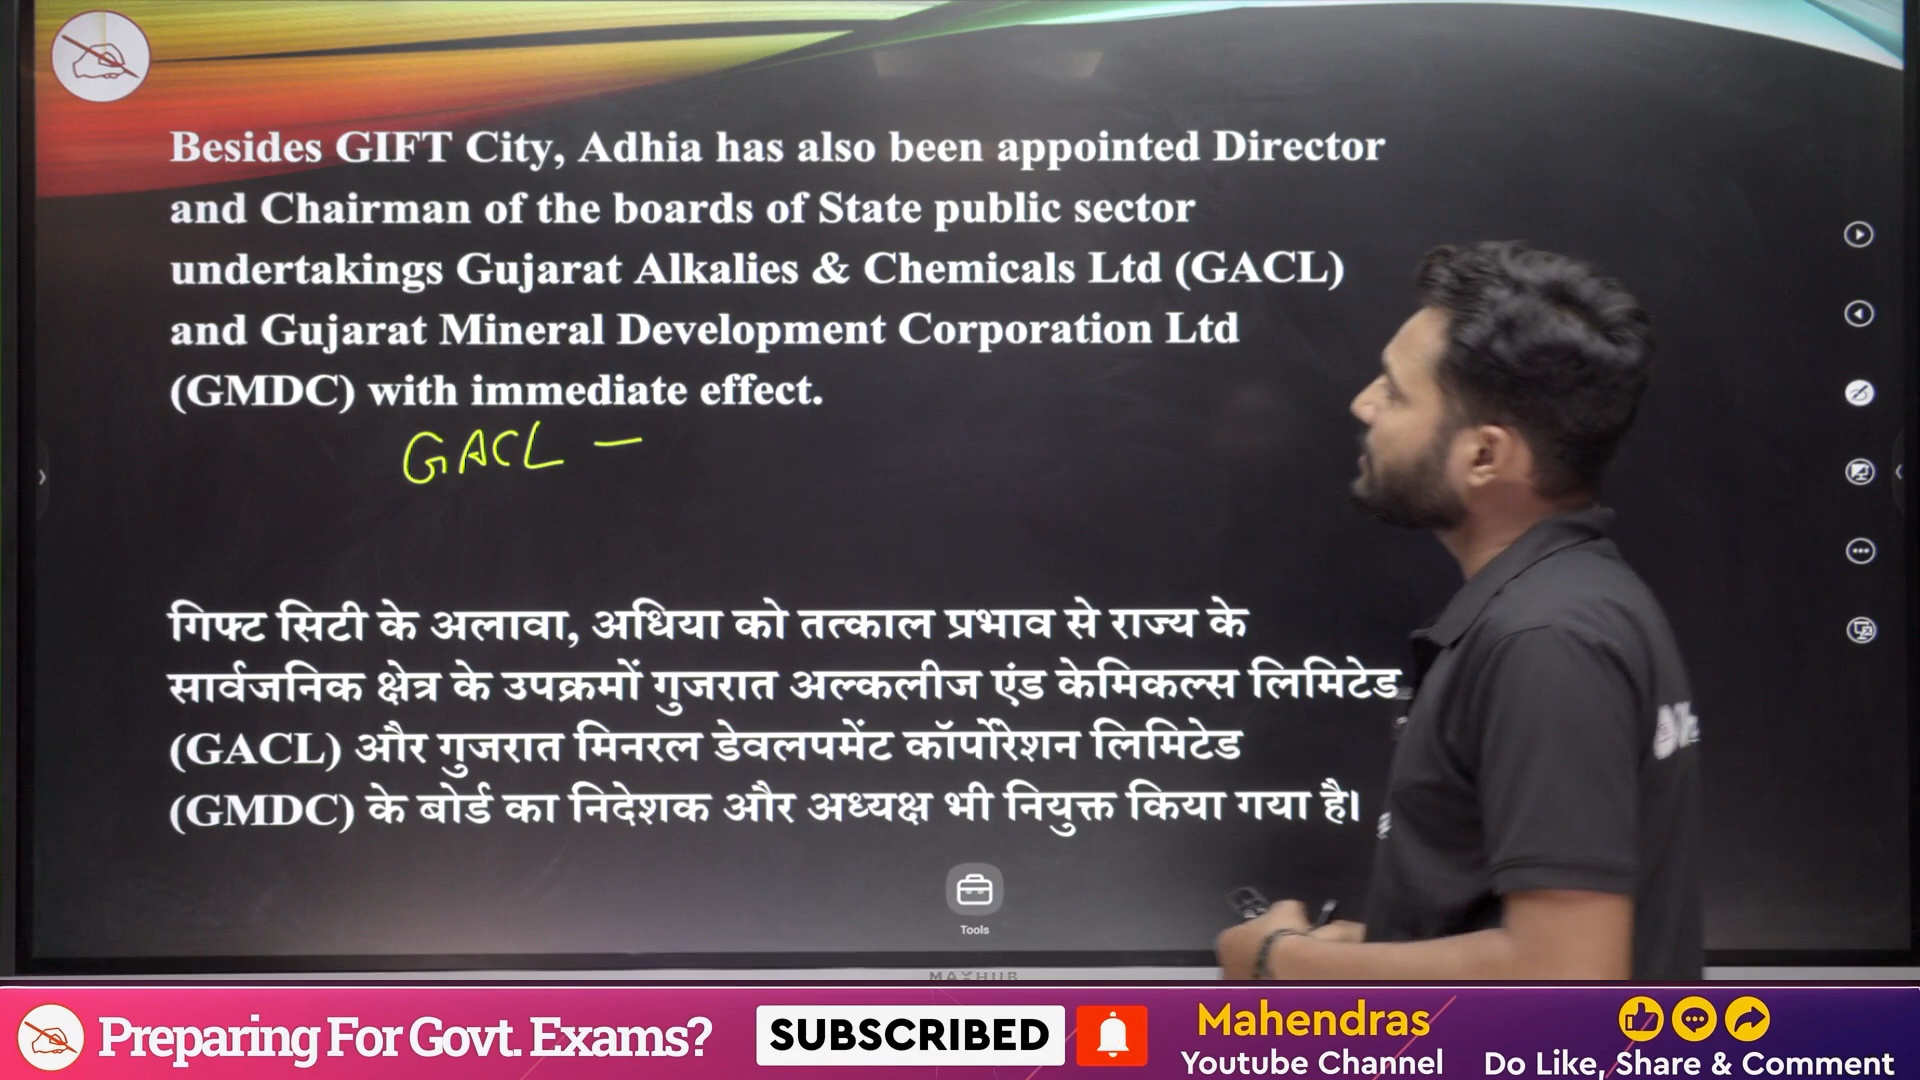 Besides GIFT City, Adhia has also been appointed Director
and Chairman of the boards of State public sector
undertakings Gujarat Alkalies & Chemicals Ltd (GACL)
and Gujarat Mineral Development Corporation Ltd
(GMDC) with immediate effect.
GACL –
गिफ्ट सिटी के अलावा, अधिया को तत्काल प्रभाव से राज्य के
सार्वजनिक क्षेत्र के उपक्रमों गुजरात अल्कलीज एंड केमिकल्स लिमिटेड
(GACL) और गुजरात मिनरल डेवलपमेंट कॉर्पोरेशन लिमिटेड
(GMDC) के बोर्ड का निदेशक और अध्यक्ष भी नियुक्त किया गया है।
Tools
MAXHUB
Preparing For Govt. Exams?
SUBSCRIBED
Mahendras
Youtube Channel
Do Like, Share & Comment